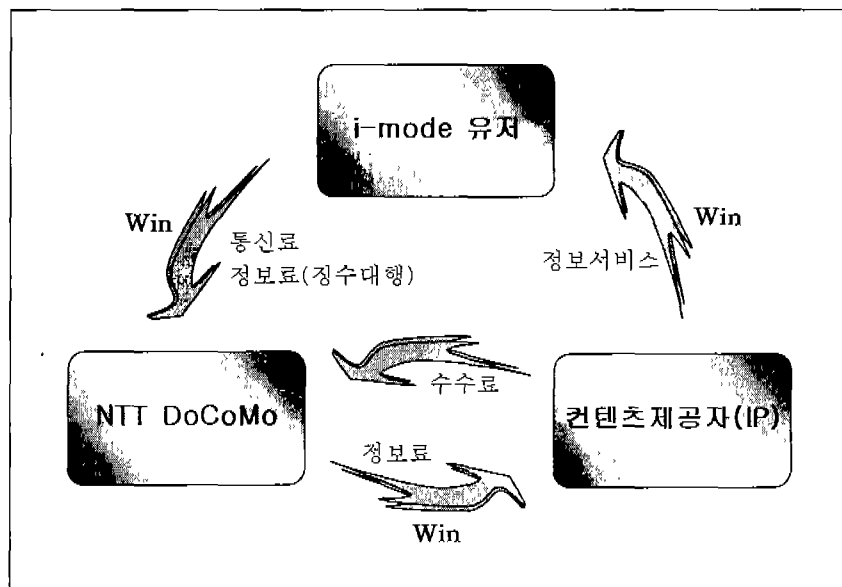 i-mode 유저
Win
Win
통신료
정보료(징수대행)
정보서비스
수수료
NTT DoCoMo
컨텐츠제공자(IP)
정보료
Win